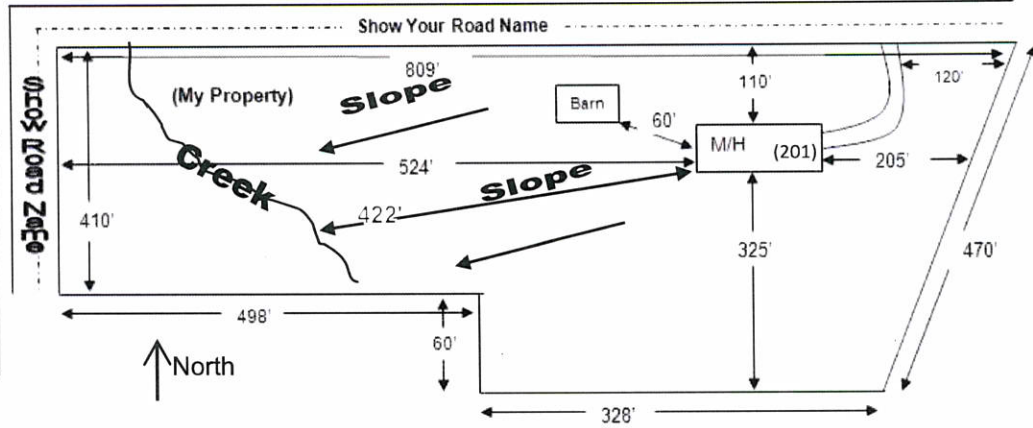 Show Your Road Name
Show Road Name
809'
110'
120'
(My Property)
Slope
Barn
60'
M/H (201)
524'
205'
Creek
Slope
422'
410'
325'
470'
498'
60'
North
328'